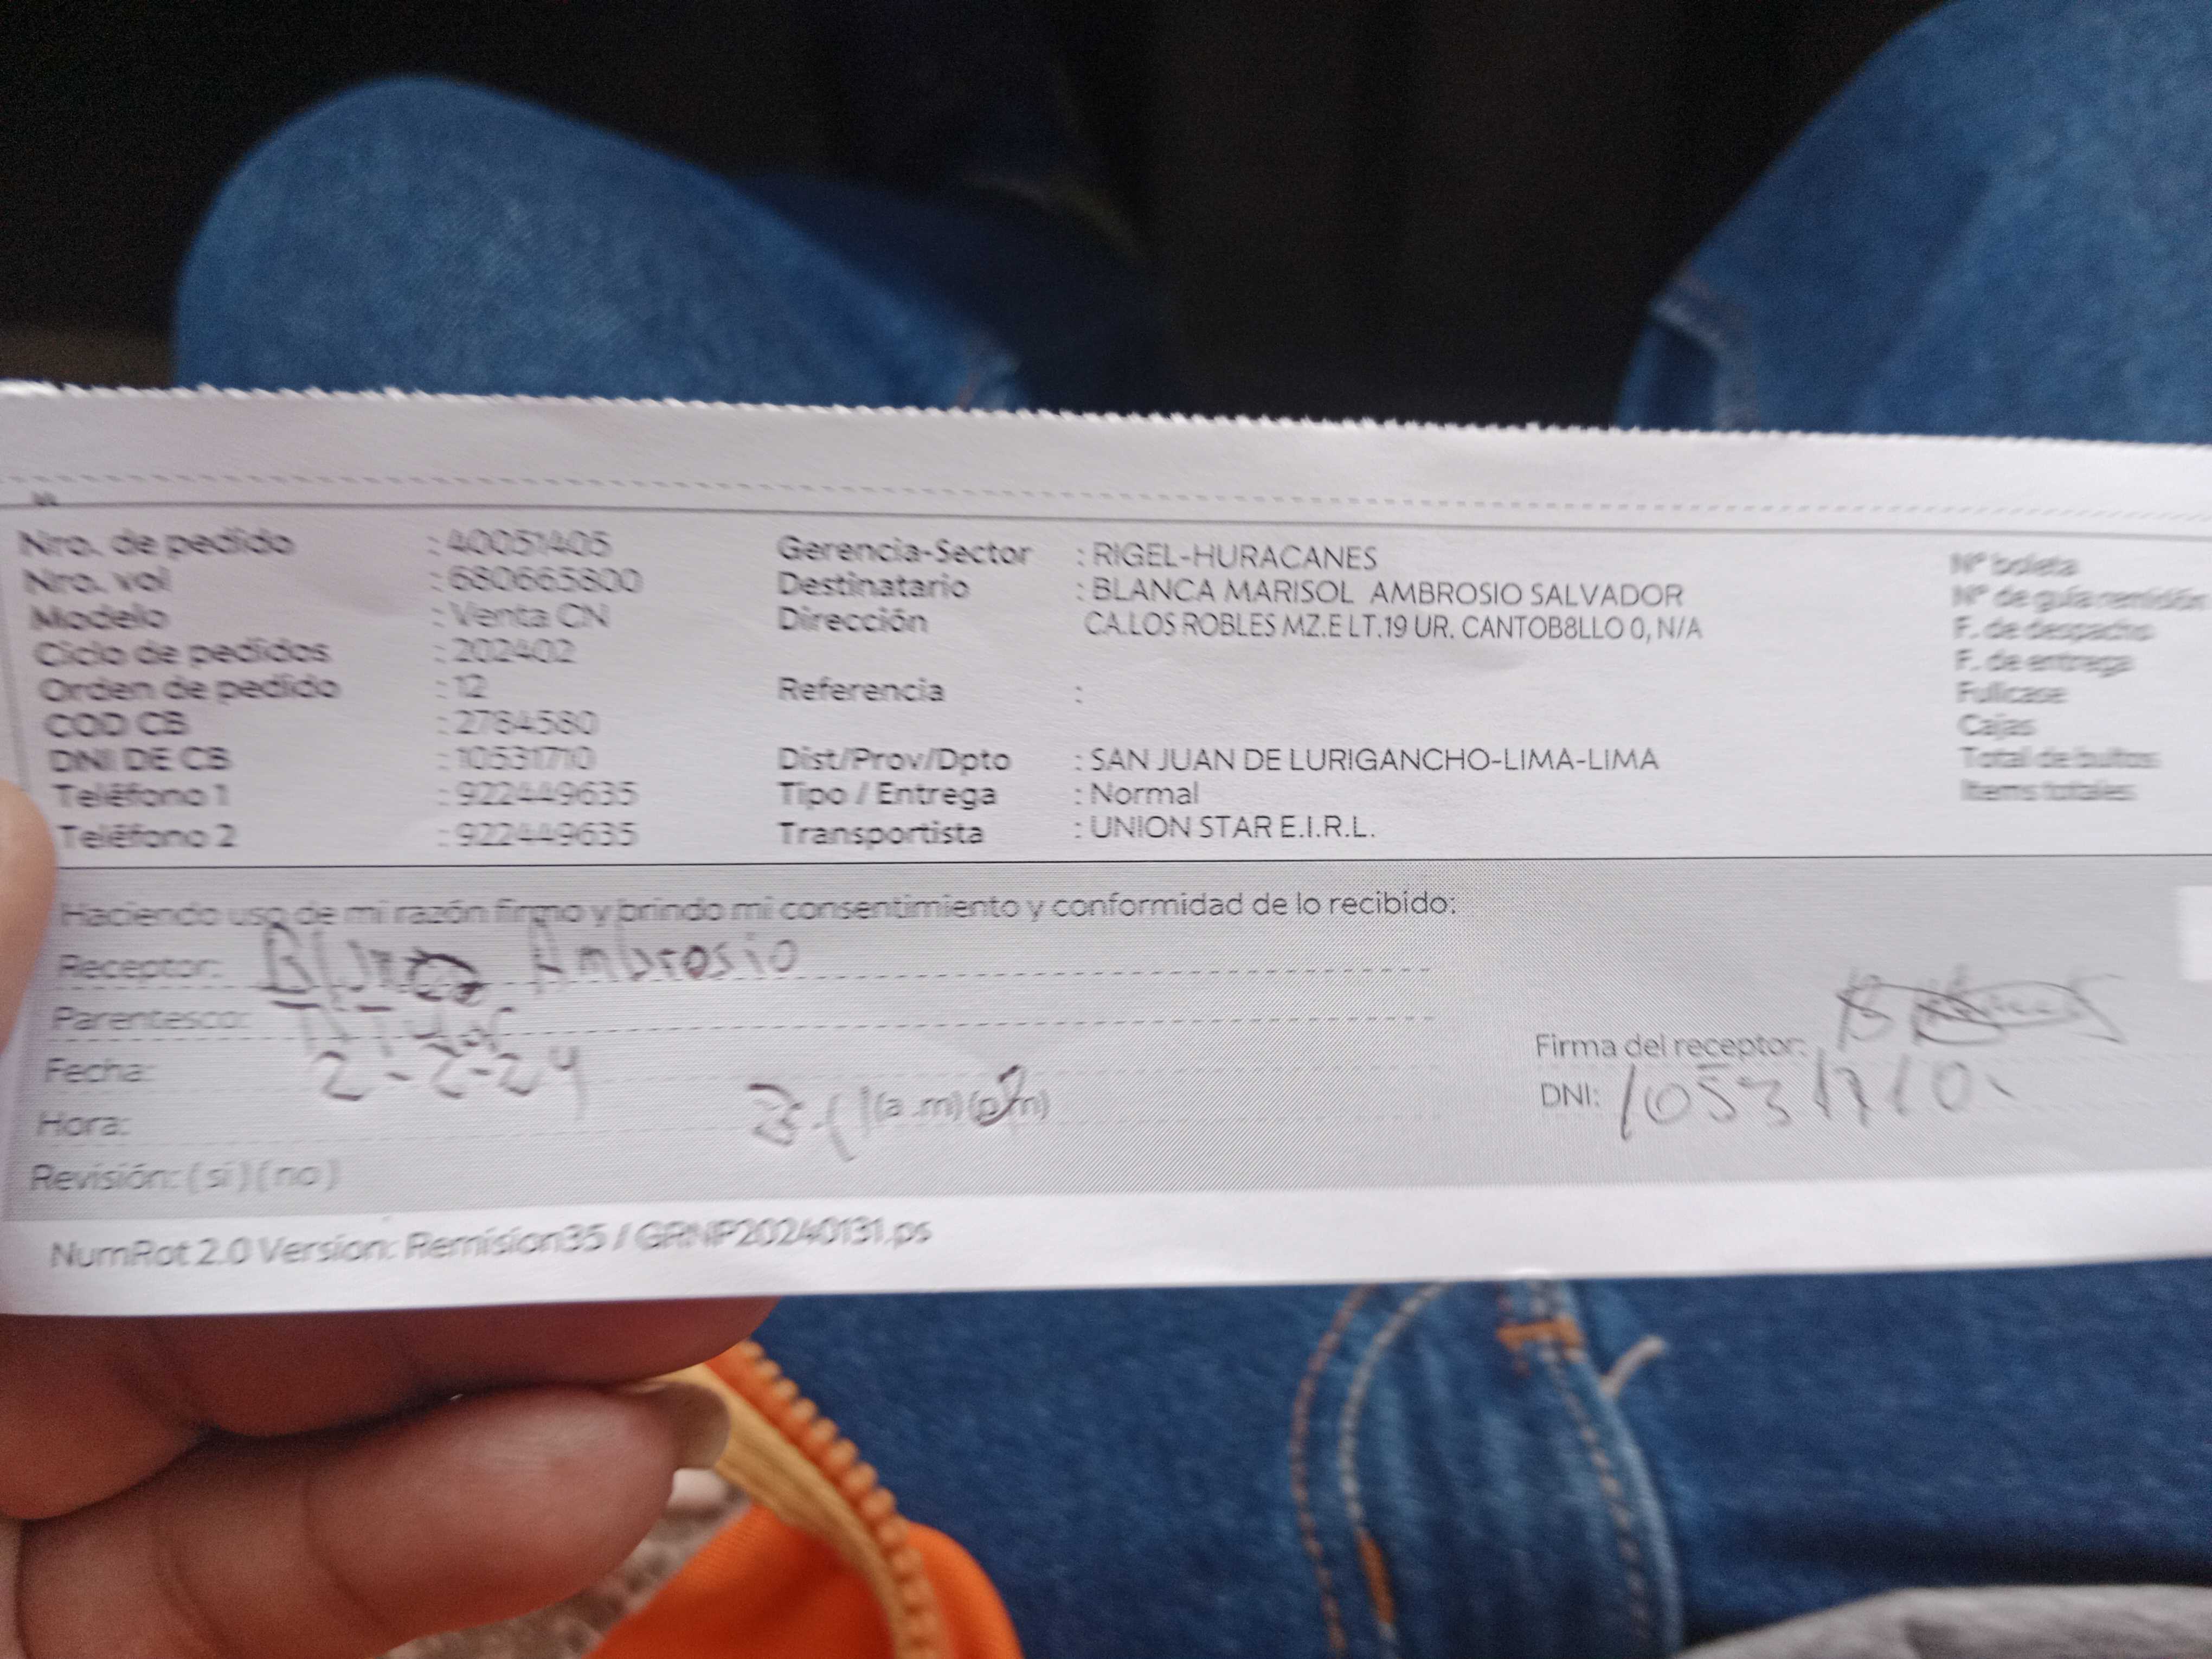 Nro. de pedido : 40051405
Nro. vol : 680665800
Modelo : Venta CN
Ciclo de pedidos : 202402
Orden de pedido : 12
COD CB : 2784580
DNI DE CB : 10531710
Teléfono 1 : 922449635
Teléfono 2 : 922449635
Gerencia-Sector : RIGEL-HURACANES
Destinatario : BLANCA MARISOL AMBROSIO SALVADOR
Dirección CA.LOS ROBLES MZ.E LT.19 UR. CANTOB8LLO 0, N/A
Referencia :
Dist/Prov/Dpto : SAN JUAN DE LURIGANCHO-LIMA-LIMA
Tipo / Entrega : Normal
Transportista : UNION STAR E.I.R.L.
Nº boleta
Nº de guía remisión
F. de despacho
F. de entrega
Fullcase
Cajas
Total de bultos
Items totales
Haciendo uso de mi razón firmo y brindo mi consentimiento y conformidad de lo recibido:
Receptor: Blanca Ambrosio
Parentesco:
Fecha: 2-2-24
Hora: (a.m)(p.m)
Revisión: (si)(no)
Firma del receptor:
DNI: 10531710
NumRot 2.0 Version: Remision35 / GRNP20240131.ps